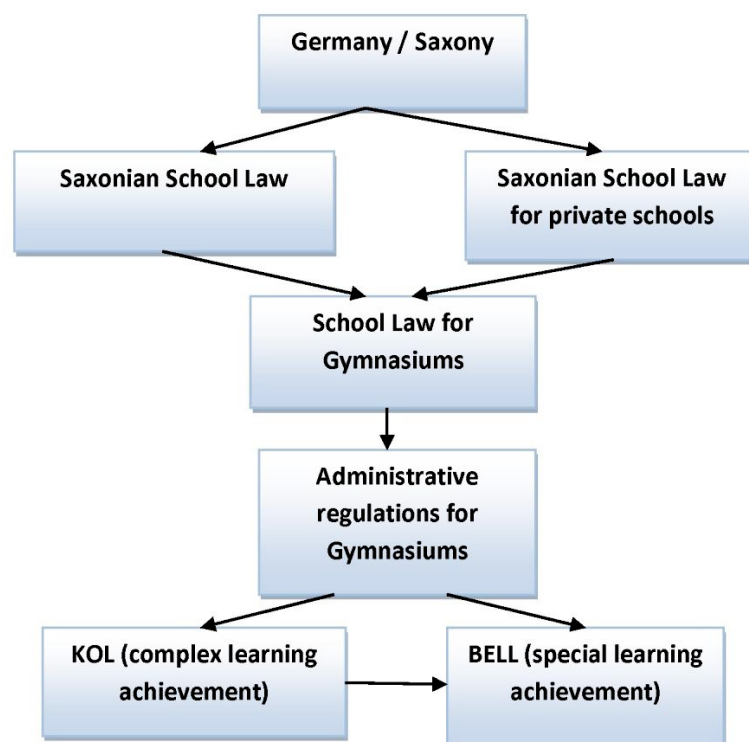 Germany / Saxony
Saxonian School Law
Saxonian School Law
for private schools
School Law for
Gymnasiums
Administrative
regulations for
Gymnasiums
KOL (complex learning
achievement)
BELL (special learning
achievement)